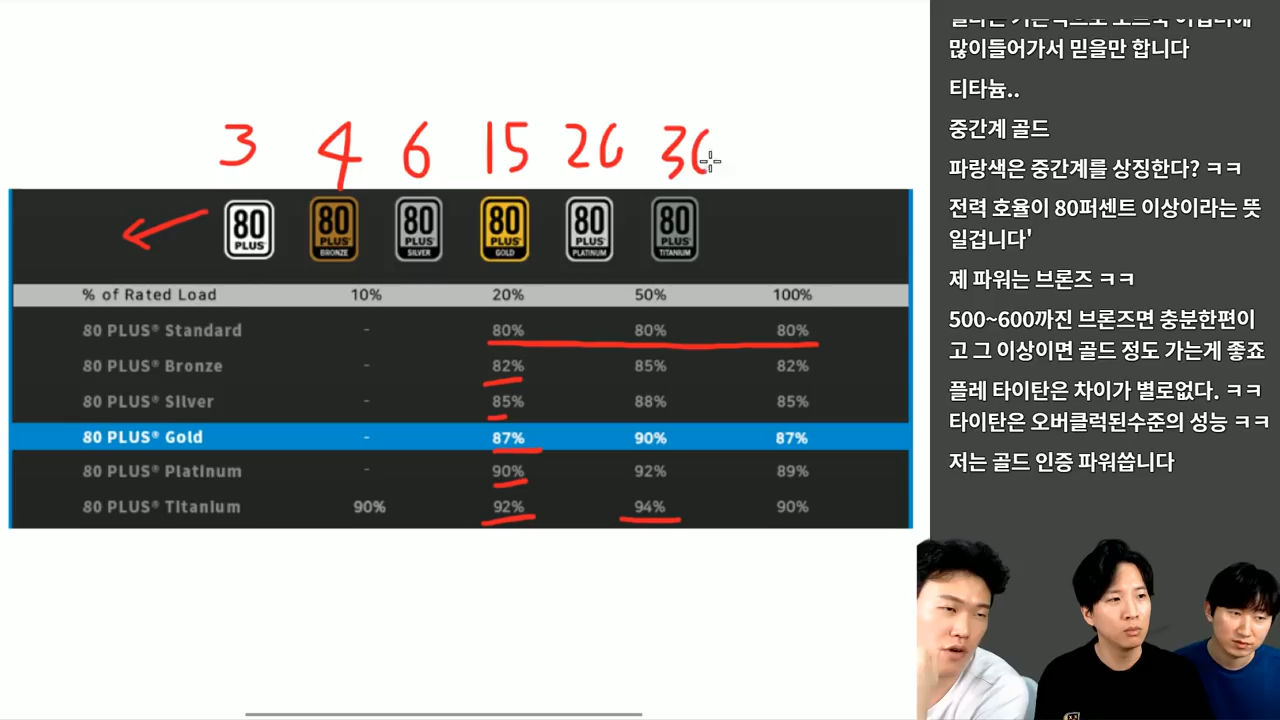 3 4 6 15 20 30
80 PLUS
80 PLUS BRONZE
80 PLUS SILVER
80 PLUS GOLD
80 PLUS PLATINUM
80 PLUS TITANIUM
% of Rated Load 10% 20% 50% 100%
80 PLUS® Standard - 80% 80% 80%
80 PLUS® Bronze - 82% 85% 82%
80 PLUS® Silver - 85% 88% 85%
80 PLUS® Gold - 87% 90% 87%
80 PLUS® Platinum - 90% 92% 89%
80 PLUS® Titanium 90% 92% 94% 90%
많이들어가서 믿을만 합니다
티타늄..
중간계 골드
파랑색은 중간계를 상징한다? ㅋㅋ
전력 호율이 80퍼센트 이상이라는 뜻
일겁니다'
제 파워는 브론즈 ㅋㅋ
500~600까진 브론즈면 충분한편이
고 그 이상이면 골드 정도 가는게 좋죠
플레 타이탄은 차이가 별로없다. ㅋㅋ
타이탄은 오버클럭된수준의 성능 ㅋㅋ
저는 골드 인증 파워씁니다